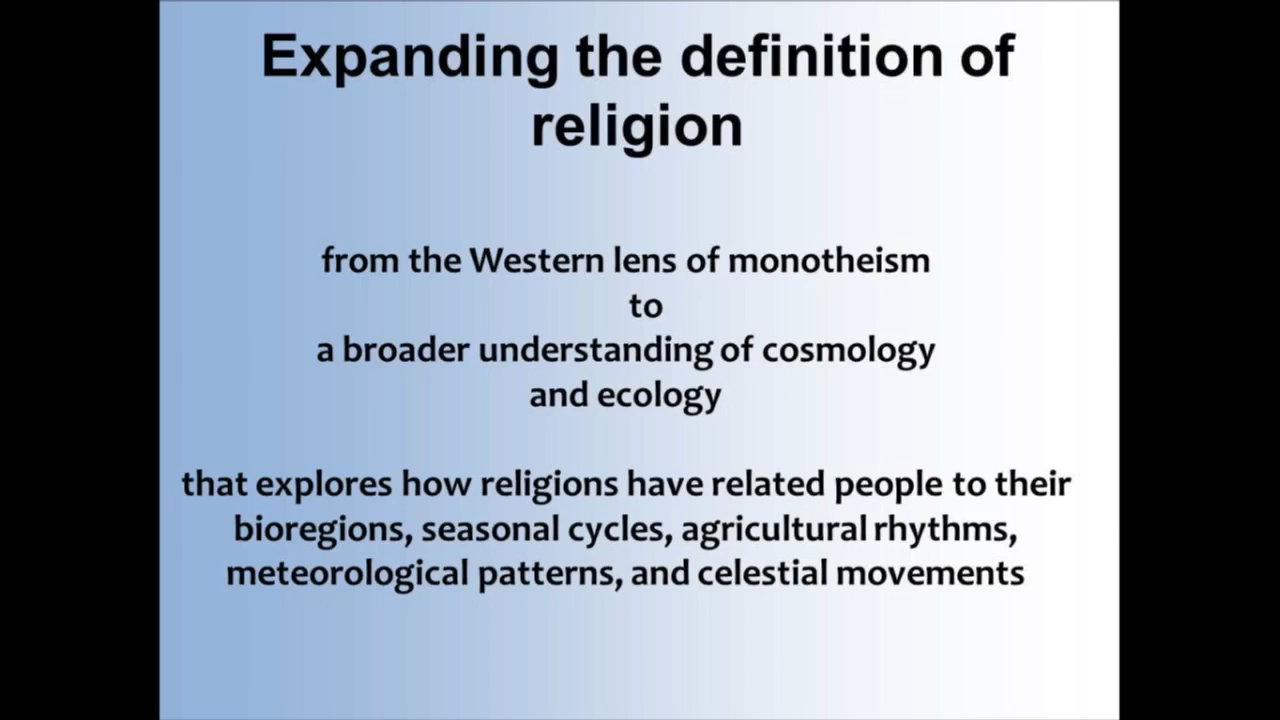 Expanding the definition of
religion
from the Western lens of monotheism
to
a broader understanding of cosmology
and ecology
that explores how religions have related people to their
bioregions, seasonal cycles, agricultural rhythms,
meteorological patterns, and celestial movements